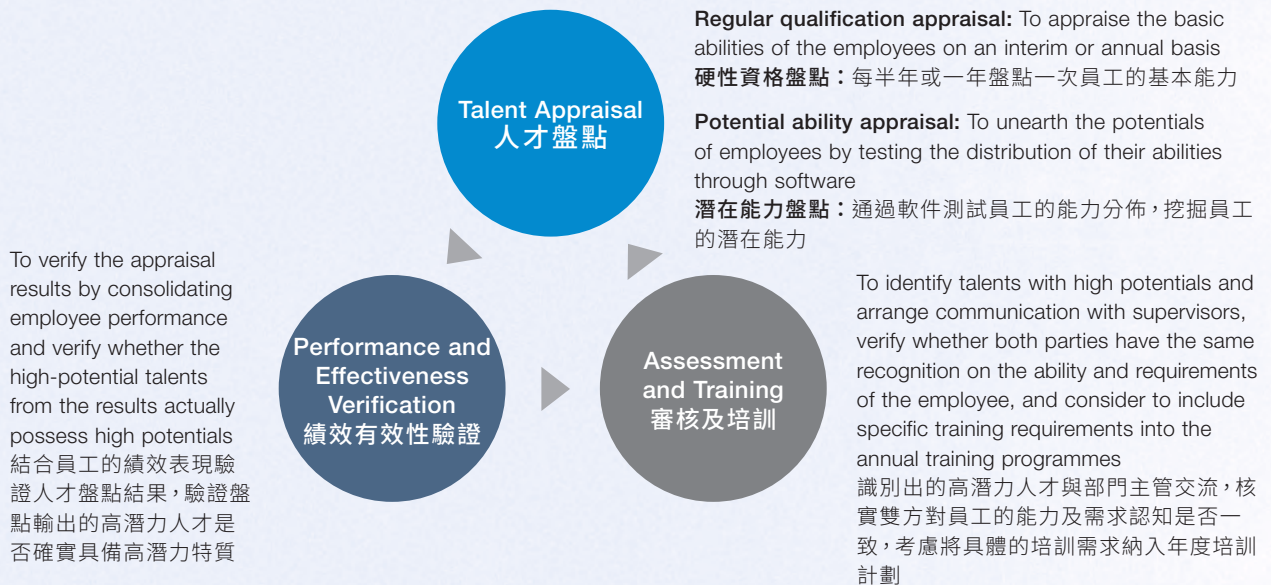 Talent Appraisal
人才盤點
Regular qualification appraisal: To appraise the basic
abilities of the employees on an interim or annual basis
硬性資格盤點：每半年或一年盤點一次員工的基本能力
Potential ability appraisal: To unearth the potentials
of employees by testing the distribution of their abilities
through software
潛在能力盤點：通過軟件測試員工的能力分佈，挖掘員工
的潛在能力
To verify the appraisal
results by consolidating
employee performance
and verify whether the
high-potential talents
from the results actually
possess high potentials
結合員工的績效表現驗
證人才盤點結果，驗證盤
點輸出的高潛力人才是
否確實具備高潛力特質
Performance and
Effectiveness
Verification
績效有效性驗證
Assessment
and Training
審核及培訓
To identify talents with high potentials and
arrange communication with supervisors,
verify whether both parties have the same
recognition on the ability and requirements
of the employee, and consider to include
specific training requirements into the
annual training programmes
識別出的高潛力人才與部門主管交流，核
實雙方對員工的能力及需求認知是否一
致，考慮將具體的培訓需求納入年度培訓
計劃